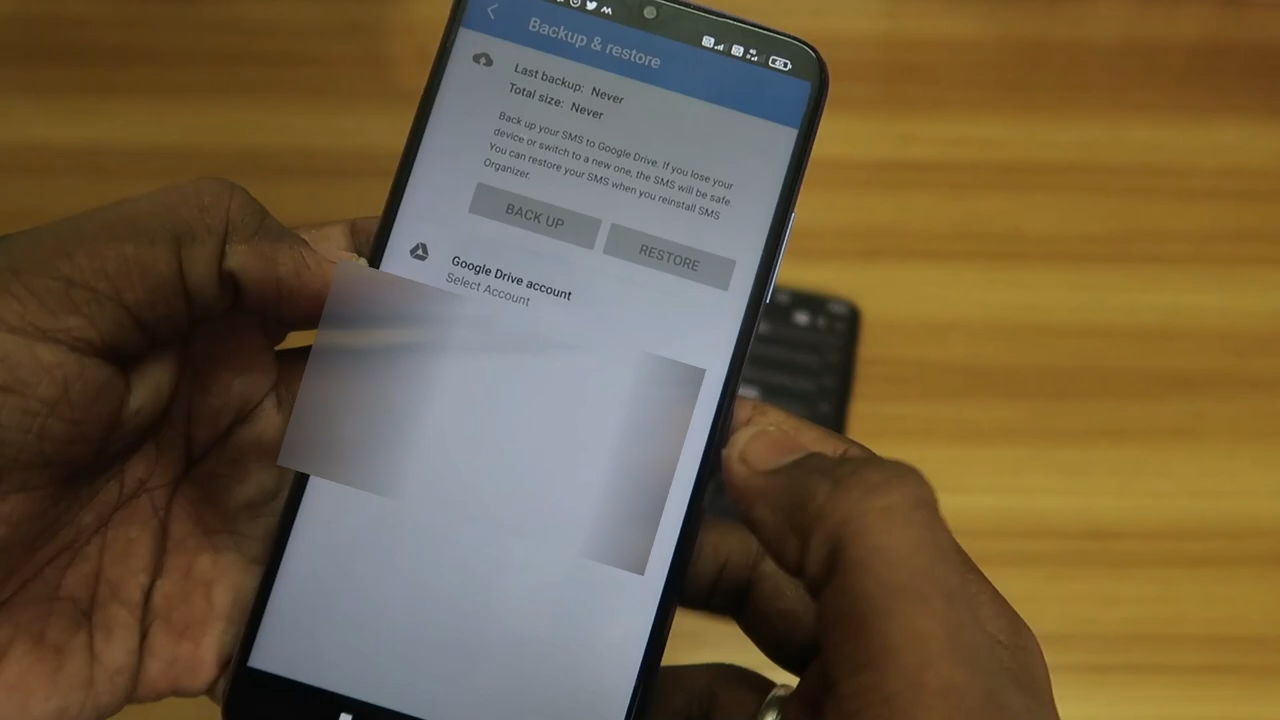 Backup & restore
Last backup: Never
Total size: Never
Back up your SMS to Google Drive. If you lose your
device or switch to a new one, the SMS will be safe.
You can restore your SMS when you reinstall SMS
Organizer.
BACK UP RESTORE
Google Drive account
Select Account